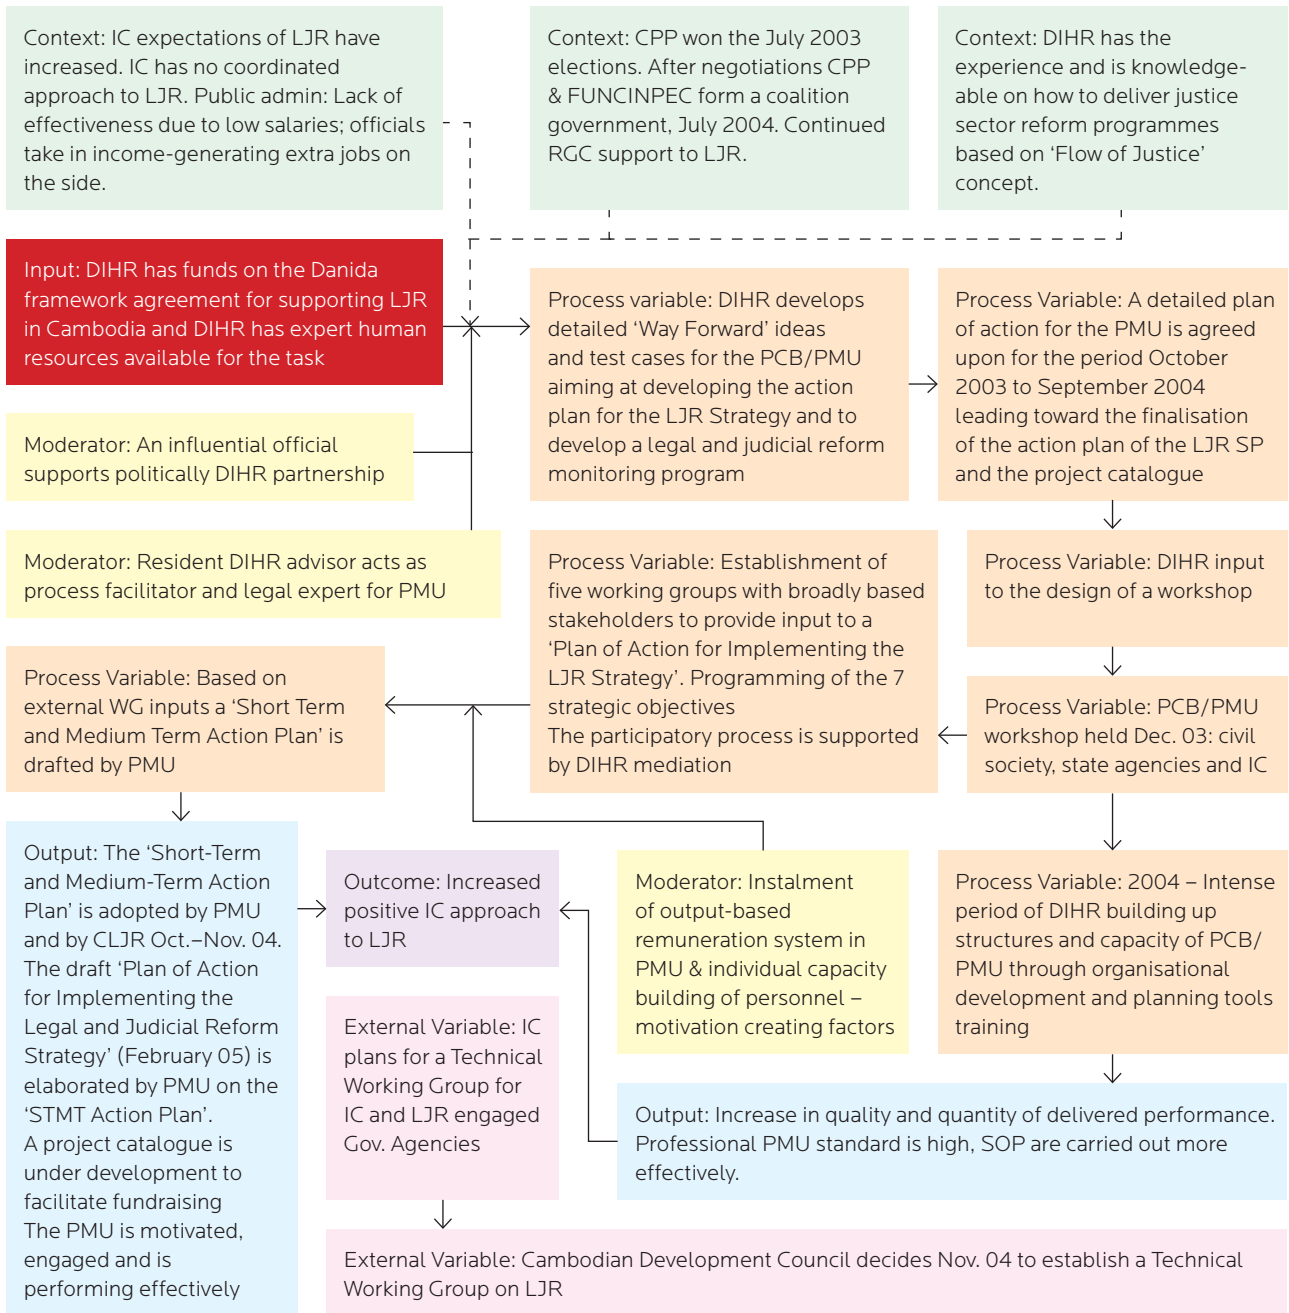 Context: IC expectations of LJR have
increased. IC has no coordinated
approach to LJR. Public admin: Lack of
effectiveness due to low salaries; officials
take in income-generating extra jobs on
the side.
Context: CPP won the July 2003
elections. After negotiations CPP
& FUNCINPEC form a coalition
government, July 2004. Continued
RGC support to LJR.
Context: DIHR has the
experience and is knowledge-
able on how to deliver justice
sector reform programmes
based on ‘Flow of Justice’
concept.
Input: DIHR has funds on the Danida
framework agreement for supporting LJR
in Cambodia and DIHR has expert human
resources available for the task
Process variable: DIHR develops
detailed ‘Way Forward’ ideas
and test cases for the PCB/PMU
aiming at developing the action
plan for the LJR Strategy and to
develop a legal and judicial reform
monitoring program
Process Variable: A detailed plan
of action for the PMU is agreed
upon for the period October
2003 to September 2004
leading toward the finalisation
of the action plan of the LJR SP
and the project catalogue
Moderator: An influential official
supports politically DIHR partnership
Moderator: Resident DIHR advisor acts as
process facilitator and legal expert for PMU
Process Variable: Establishment of
five working groups with broadly based
stakeholders to provide input to a
‘Plan of Action for Implementing the
LJR Strategy’. Programming of the 7
strategic objectives
The participatory process is supported
by DIHR mediation
Process Variable: DIHR input
to the design of a workshop
Process Variable: Based on
external WG inputs a ‘Short Term
and Medium Term Action Plan’ is
drafted by PMU
Process Variable: PCB/PMU
workshop held Dec. 03: civil
society, state agencies and IC
Output: The ‘Short-Term
and Medium-Term Action
Plan’ is adopted by PMU
and by CLJR Oct.–Nov. 04.
The draft ‘Plan of Action
for Implementing the
Legal and Judicial Reform
Strategy’ (February 05) is
elaborated by PMU on the
‘STMT Action Plan’.
A project catalogue is
under development to
facilitate fundraising
The PMU is motivated,
engaged and is
performing effectively
Outcome: Increased
positive IC approach
to LJR
Moderator: Instalment
of output-based
remuneration system in
PMU & individual capacity
building of personnel –
motivation creating factors
Process Variable: 2004 – Intense
period of DIHR building up
structures and capacity of PCB/
PMU through organisational
development and planning tools
training
External Variable: IC
plans for a Technical
Working Group for
IC and LJR engaged
Gov. Agencies
Output: Increase in quality and quantity of delivered performance.
Professional PMU standard is high, SOP are carried out more
effectively.
External Variable: Cambodian Development Council decides Nov. 04 to establish a Technical
Working Group on LJR